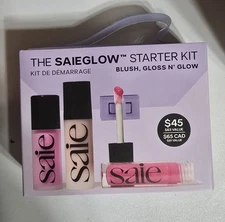 THE SAIEGLOW™ STARTER KIT
KIT DE DÉMARRAGE
BLUSH, GLOSS N' GLOW
saie
saie
saie
$45
$65 CAD